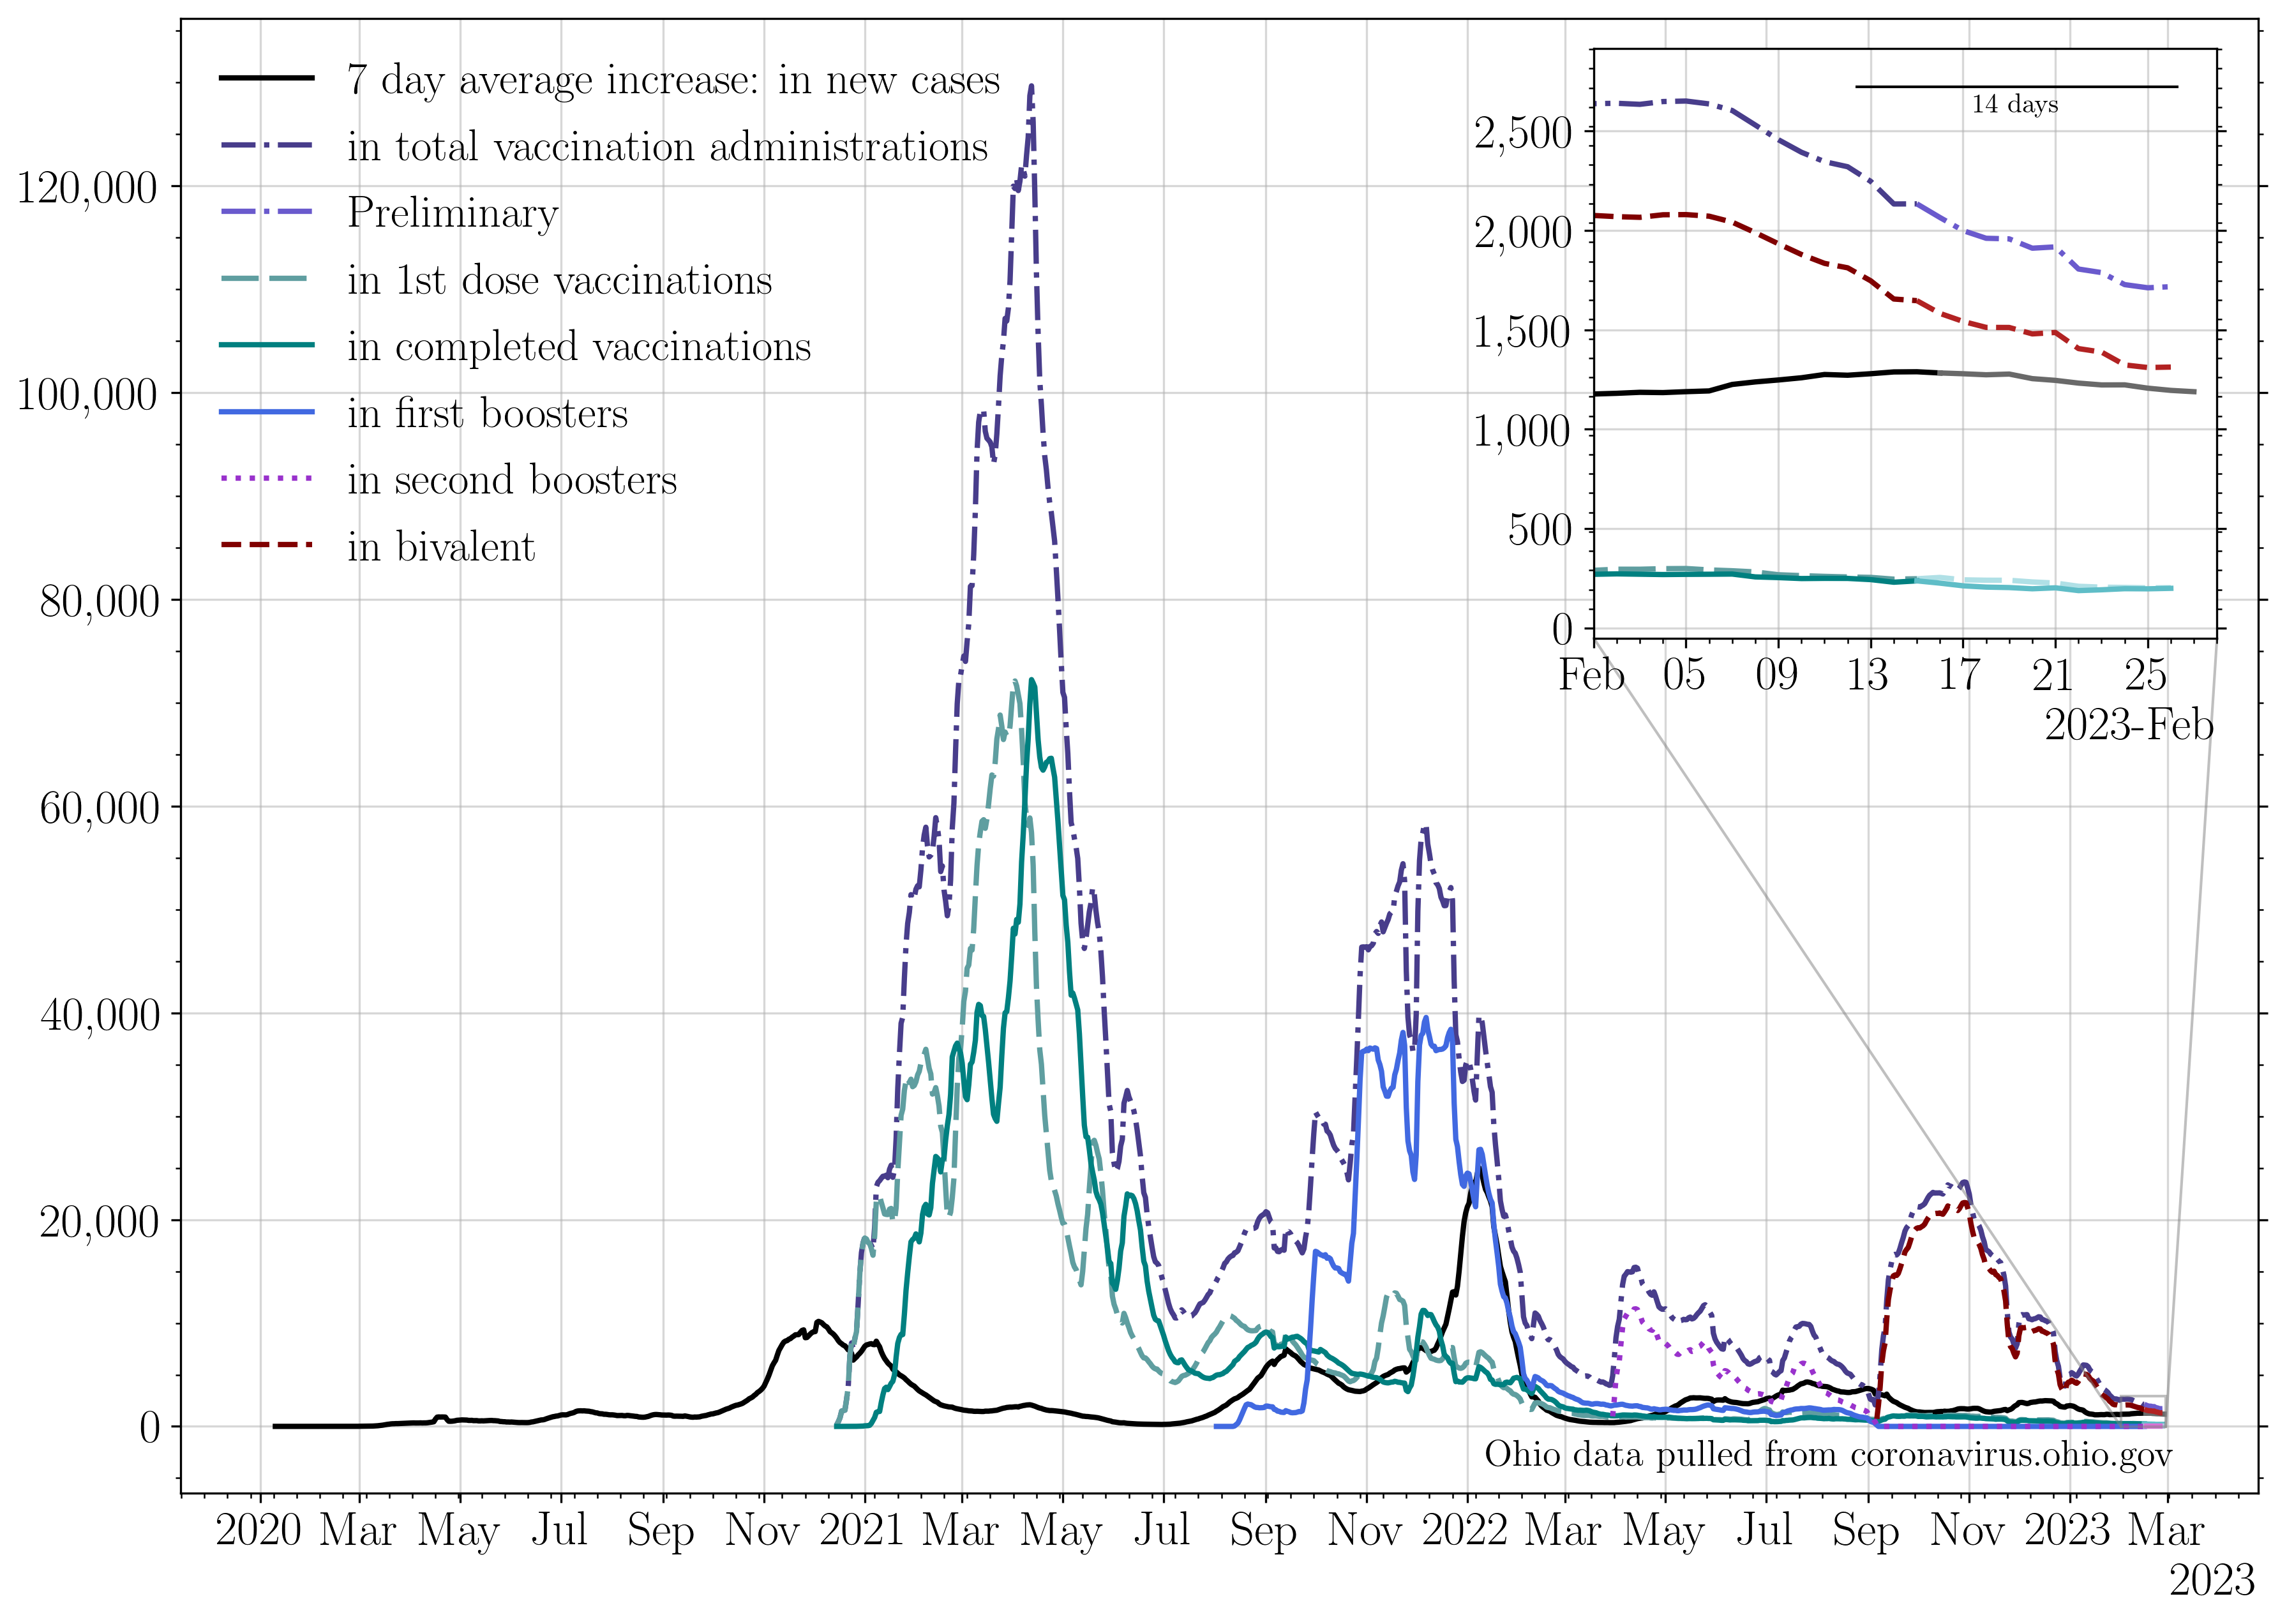 7 day average increase: in new cases
in total vaccination administrations
Preliminary
in 1st dose vaccinations
in completed vaccinations
in first boosters
in second boosters
in bivalent
120,000
100,000
80,000
60,000
40,000
20,000
0
14 days
2,500
2,000
1,500
1,000
500
0
Feb 05 09 13 17 21 25
2023-Feb
Ohio data pulled from coronavirus.ohio.gov
2020 Mar May Jul Sep Nov 2021 Mar May Jul Sep Nov 2022 Mar May Jul Sep Nov 2023 Mar
2023